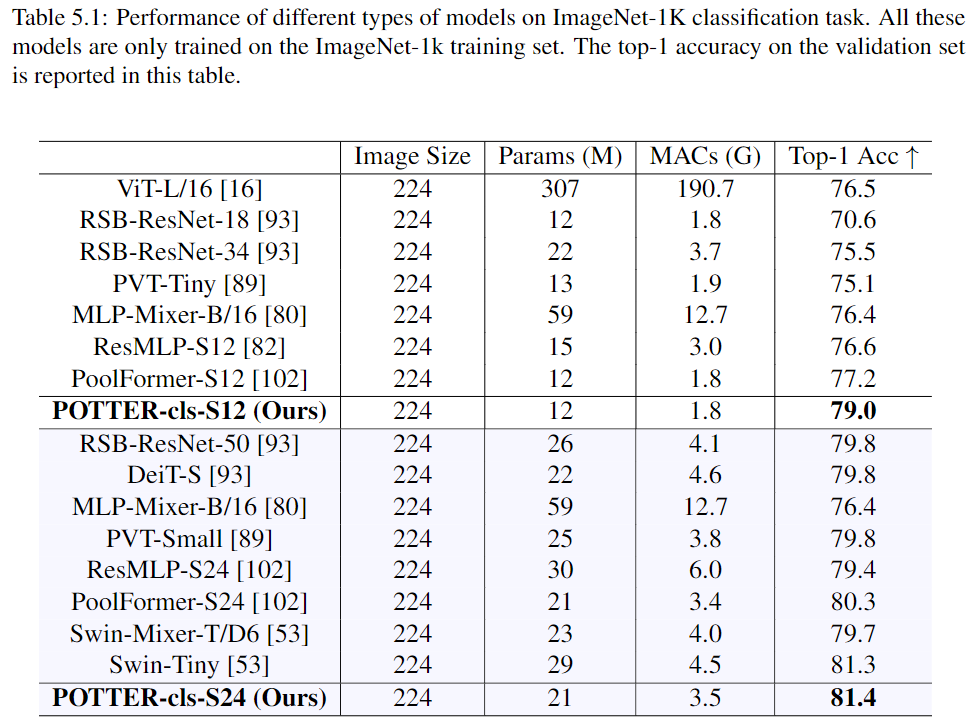 Table 5.1: Performance of different types of models on ImageNet-1K classification task. All these
models are only trained on the ImageNet-1k training set. The top-1 accuracy on the validation set
is reported in this table.
Image Size Params (M) MACs (G) Top-1 Acc ↑
ViT-L/16 [16] 224 307 190.7 76.5
RSB-ResNet-18 [93] 224 12 1.8 70.6
RSB-ResNet-34 [93] 224 22 3.7 75.5
PVT-Tiny [89] 224 13 1.9 75.1
MLP-Mixer-B/16 [80] 224 59 12.7 76.4
ResMLP-S12 [82] 224 15 3.0 76.6
PoolFormer-S12 [102] 224 12 1.8 77.2
POTTER-cls-S12 (Ours) 224 12 1.8 79.0
RSB-ResNet-50 [93] 224 26 4.1 79.8
DeiT-S [93] 224 22 4.6 79.8
MLP-Mixer-B/16 [80] 224 59 12.7 76.4
PVT-Small [89] 224 25 3.8 79.8
ResMLP-S24 [102] 224 30 6.0 79.4
PoolFormer-S24 [102] 224 21 3.4 80.3
Swin-Mixer-T/D6 [53] 224 23 4.0 79.7
Swin-Tiny [53] 224 29 4.5 81.3
POTTER-cls-S24 (Ours) 224 21 3.5 81.4